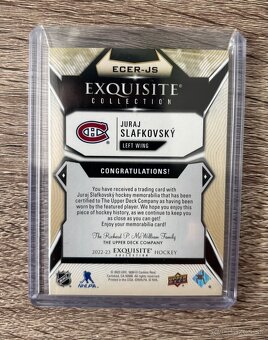 ECER-JS
EXQUISITE
COLLECTION
JURAJ
SLAFKOVSKÝ
LEFT WING
CONGRATULATIONS!
You have received a trading card with
Juraj Slafkovský hockey memorabilia that has
been certified to The Upper Deck Company as
having been worn by the featured player. We hope you enjoy this
piece of hockey history, as we continue to keep you
as close as you can get!
Enjoy your memorabilia card!
The Richard P. McWilliam Family
THE UPPER DECK COMPANY
2022-23 EXQUISITE HOCKEY
COLLECTION
NHLPA